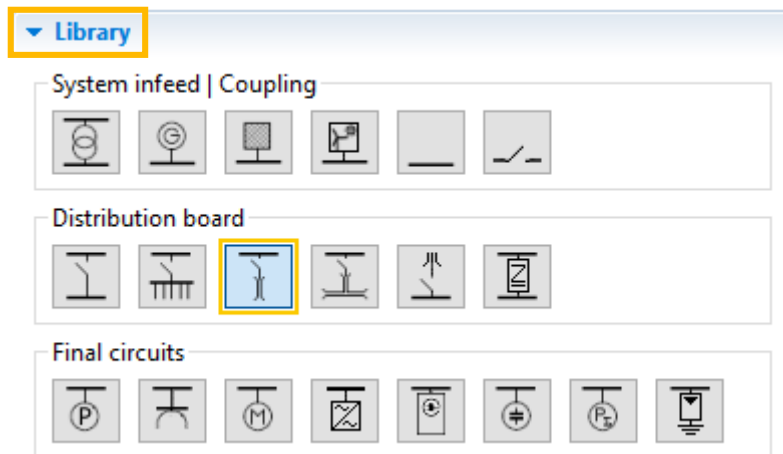 Library
System infeed | Coupling
G
Distribution board
Z
Final circuits
P
M